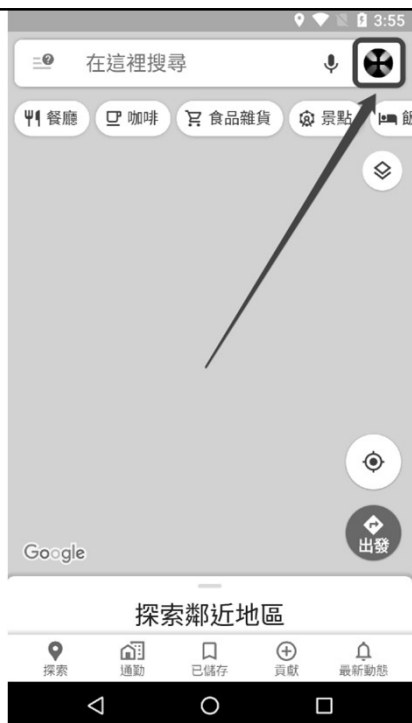 3:55
在這裡搜尋
餐廳 咖啡 食品雜貨 景點 飯
Google
出發
探索鄰近地區
探索 通勤 已儲存 貢獻 最新動態